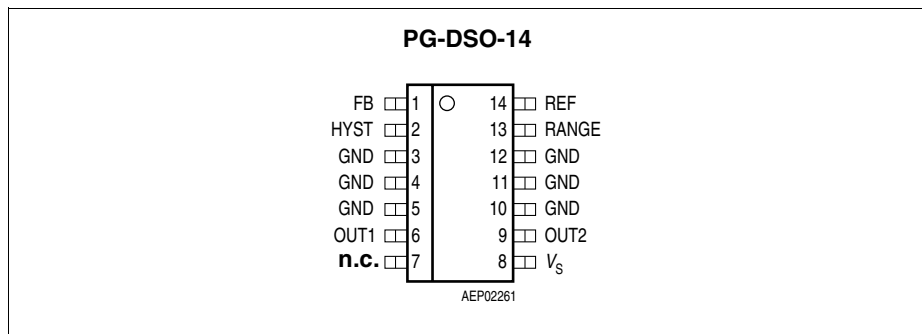 PG-DSO-14
FB 1 14 REF
HYST 2 13 RANGE
GND 3 12 GND
GND 4 11 GND
GND 5 10 GND
OUT1 6 9 OUT2
n.c. 7 8 VS
AEP02261